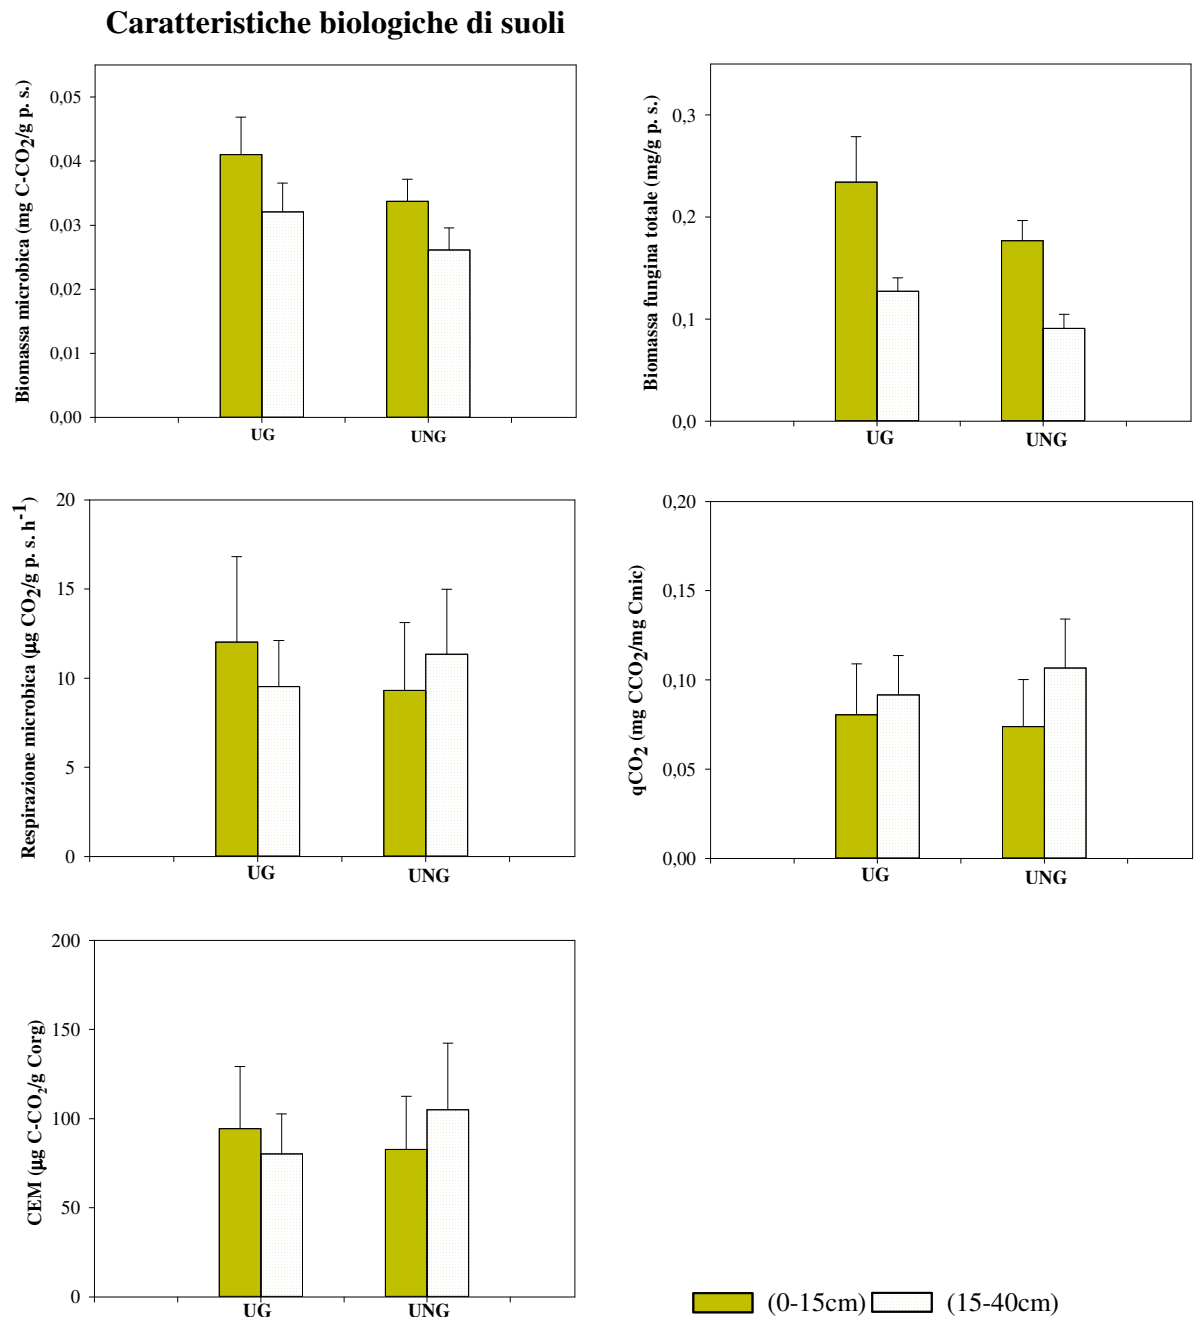 Caratteristiche biologiche di suoli
Biomassa microbica (mg C-CO2/g p. s.)
0,05
0,04
0,03
0,02
0,01
0,00
UG UNG
Biomassa fungina totale (mg/g p. s.)
0,3
0,2
0,1
0,0
UG UNG
Respirazione microbica (µg CO2/g p. s. h-1)
20
15
10
5
0
UG UNG
qCO2 (mg CCO2/mg Cmic)
0,20
0,15
0,10
0,05
0,00
UG UNG
CEM (µg C-CO2/g Corg)
200
150
100
50
0
UG UNG
(0-15cm) (15-40cm)